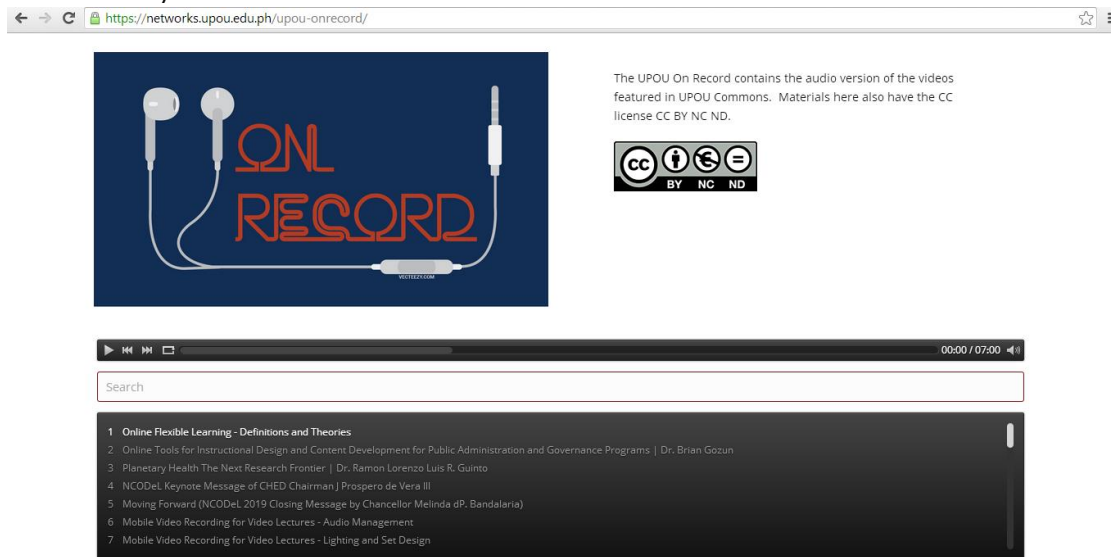 https://networks.upou.edu.ph/upou-onrecord/
ON
RECORD
VECTEEZY.COM
The UPOU On Record contains the audio version of the videos
featured in UPOU Commons. Materials here also have the CC
license CC BY NC ND.
cc
BY NC ND
00:00 / 07:00
Search
1 Online Flexible Learning - Definitions and Theories
2 Online Tools for Instructional Design and Content Development for Public Administration and Governance Programs | Dr. Brian Gozun
3 Planetary Health The Next Research Frontier | Dr. Ramon Lorenzo Luis R. Guinto
4 NCODeL Keynote Message of CHED Chairman J Prospero de Vera III
5 Moving Forward (NCODeL 2019 Closing Message by Chancellor Melinda dP. Bandalaria)
6 Mobile Video Recording for Video Lectures - Audio Management
7 Mobile Video Recording for Video Lectures - Lighting and Set Design